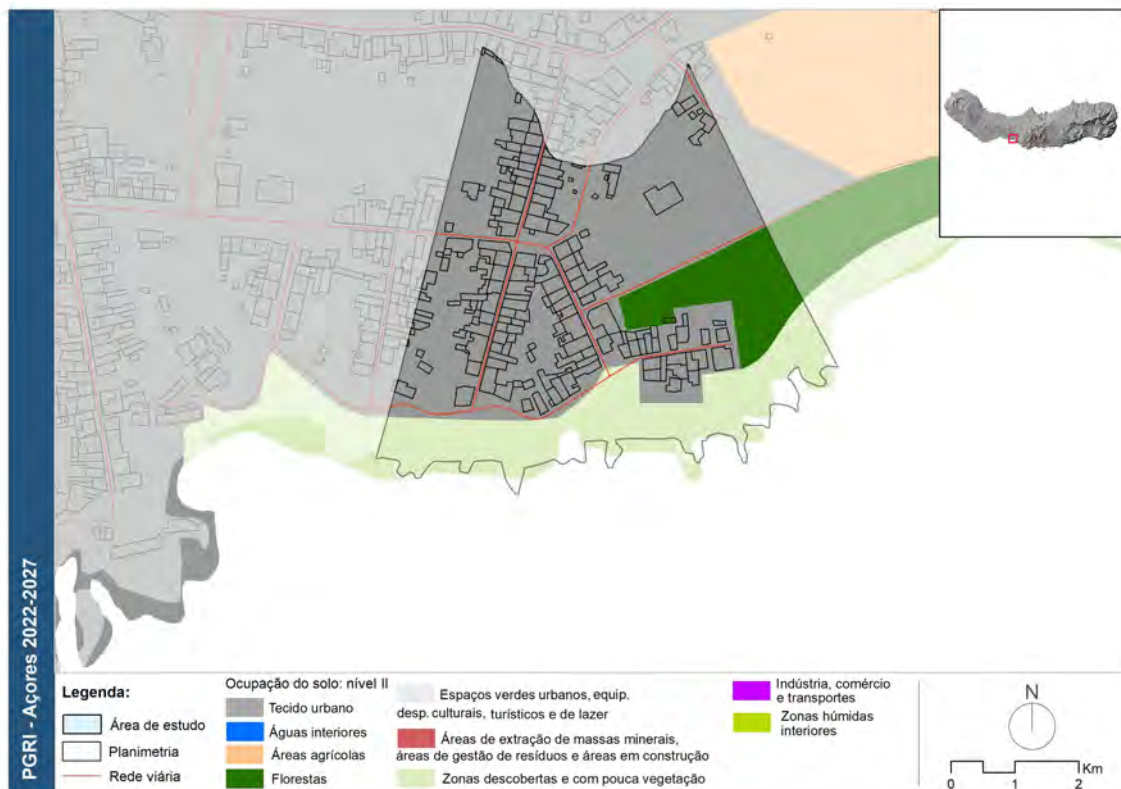 PGRI - Açores 2022-2027
Legenda:
Área de estudo
Planimetria
Rede viária
Ocupação do solo: nível II
Tecido urbano
Águas interiores
Áreas agrícolas
Florestas
Espaços verdes urbanos, equip.
desp. culturais, turísticos e de lazer
Áreas de extração de massas minerais,
áreas de gestão de resíduos e áreas em construção
Zonas descobertas e com pouca vegetação
Indústria, comércio
e transportes
Zonas húmidas
interiores
N
Km
0 1 2